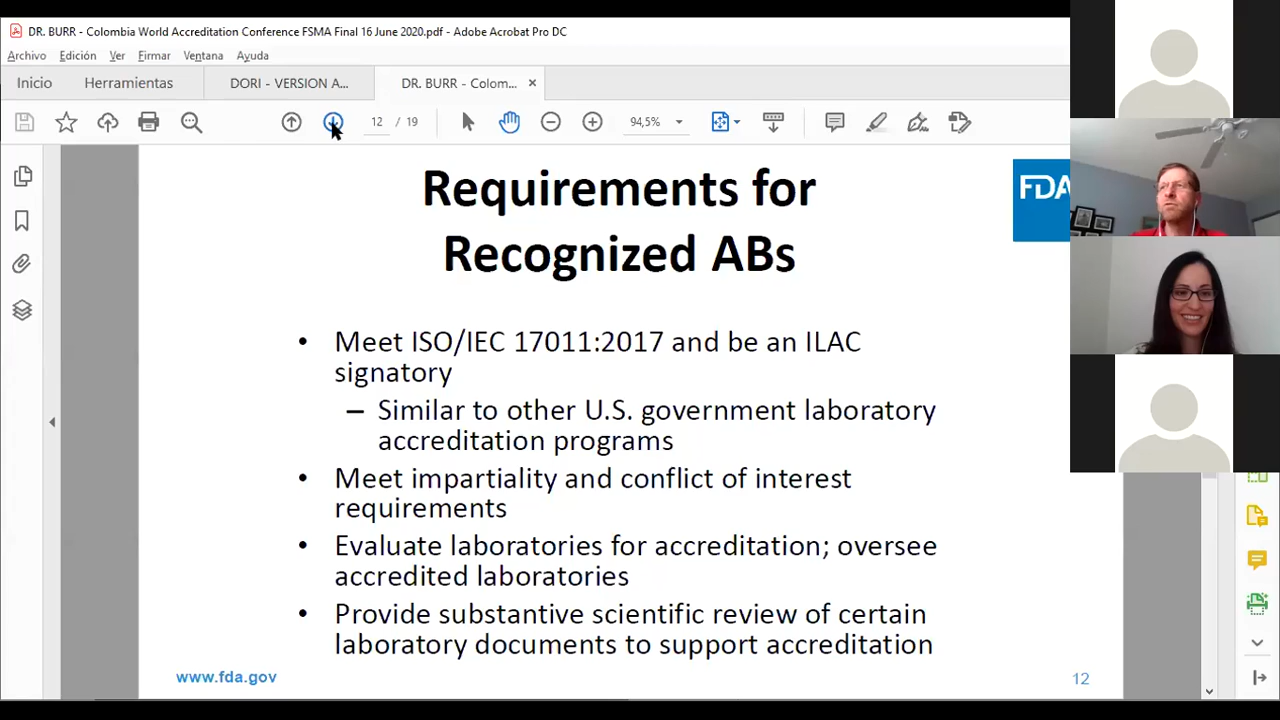 DR. BURR - Colombia World Accreditation Conference FSMA Final 16 June 2020.pdf - Adobe Acrobat Pro DC
Archivo Edición Ver Firmar Ventana Ayuda
Inicio Herramientas DORI - VERSION A... DR. BURR - Colom... ×
12 / 19 94,5%
FDA
Requirements for
Recognized ABs
• Meet ISO/IEC 17011:2017 and be an ILAC
signatory
– Similar to other U.S. government laboratory
accreditation programs
• Meet impartiality and conflict of interest
requirements
• Evaluate laboratories for accreditation; oversee
accredited laboratories
• Provide substantive scientific review of certain
laboratory documents to support accreditation
www.fda.gov 12